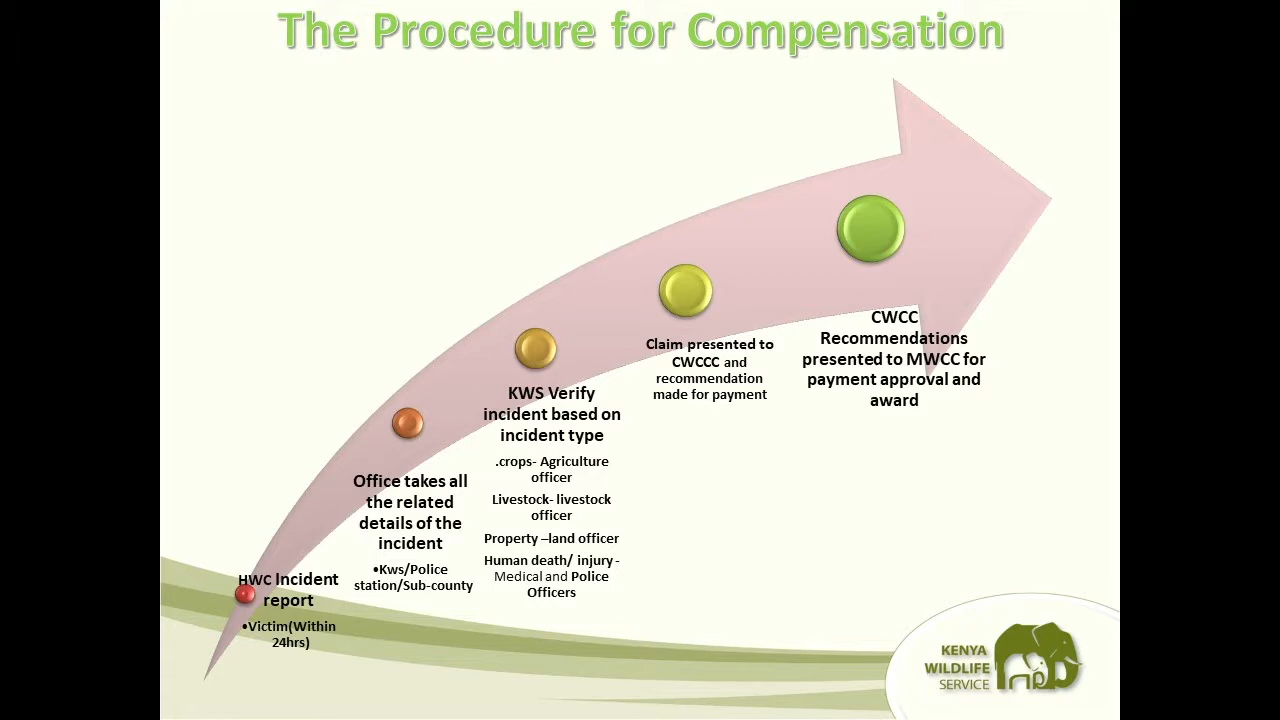 The Procedure for Compensation
HWC Incident
report
•Victim(Within
24hrs)
Office takes all
the related
details of the
incident
•Kws/Police
station/Sub-county
KWS Verify
incident based on
incident type
.crops- Agriculture
officer
Livestock- livestock
officer
Property –land officer
Human death/ injury -
Medical and Police
Officers
Claim presented to
CWCCC and
recommendation
made for payment
CWCC
Recommendations
presented to MWCC for
payment approval and
award
KENYA
WILDLIFE
SERVICE